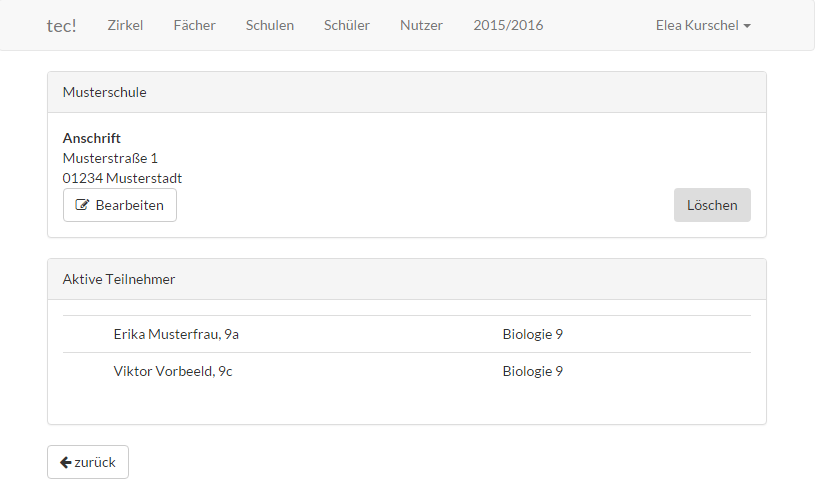 tec! Zirkel Fächer Schulen Schüler Nutzer 2015/2016 Elea Kurschel
Musterschule
Anschrift
Musterstraße 1
01234 Musterstadt
Bearbeiten Löschen
Aktive Teilnehmer
Erika Musterfrau, 9a Biologie 9
Viktor Vorbeeld, 9c Biologie 9
zurück